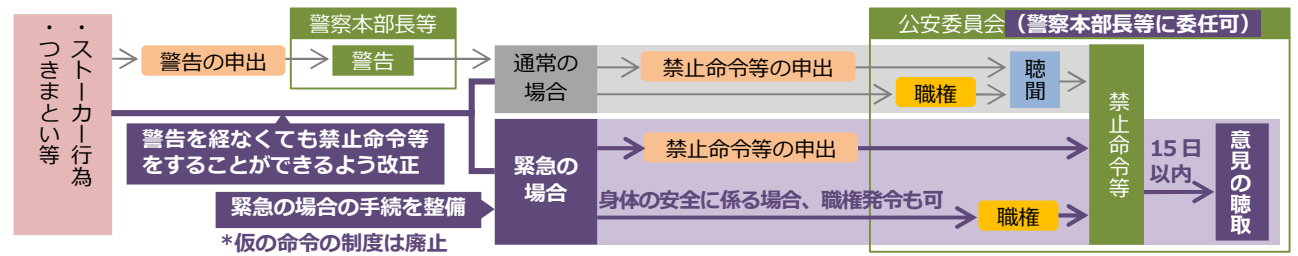 ・ストーカー行為
・つきまとい等
警告の申出
警察本部長等
警告
警告を経なくても禁止命令等
をすることができるよう改正
緊急の場合の手続を整備
*仮の命令の制度は廃止
通常の
場合
禁止命令等の申出
職権
聴聞
緊急の
場合
禁止命令等の申出
身体の安全に係る場合、職権発令も可
職権
公安委員会（警察本部長等に委任可）
禁止命令等
15日
以内
意見の聴取